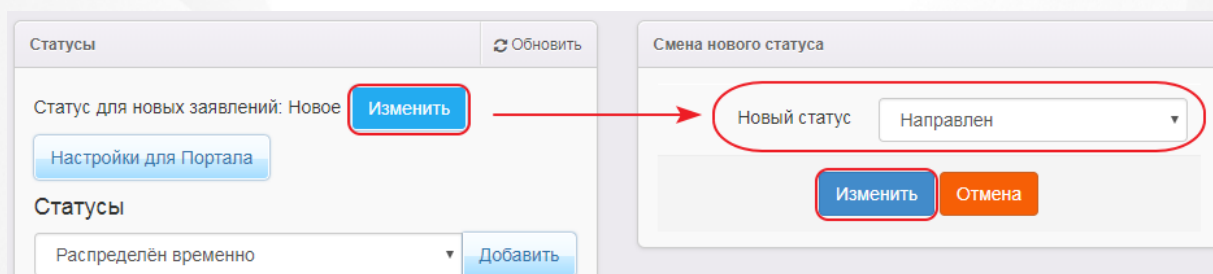 Статусы
Обновить
Статус для новых заявлений: Новое
Изменить
Настройки для Портала
Статусы
Распределён временно
Добавить
Смена нового статуса
Новый статус
Направлен
Изменить
Отмена